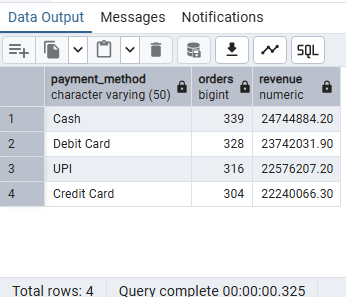 Data Output Messages Notifications
SQL
payment_method orders revenue
character varying (50) bigint numeric
1 Cash 339 24744884.20
2 Debit Card 328 23742031.90
3 UPI 316 22576207.20
4 Credit Card 304 22240066.30
Total rows: 4 Query complete 00:00:00.325